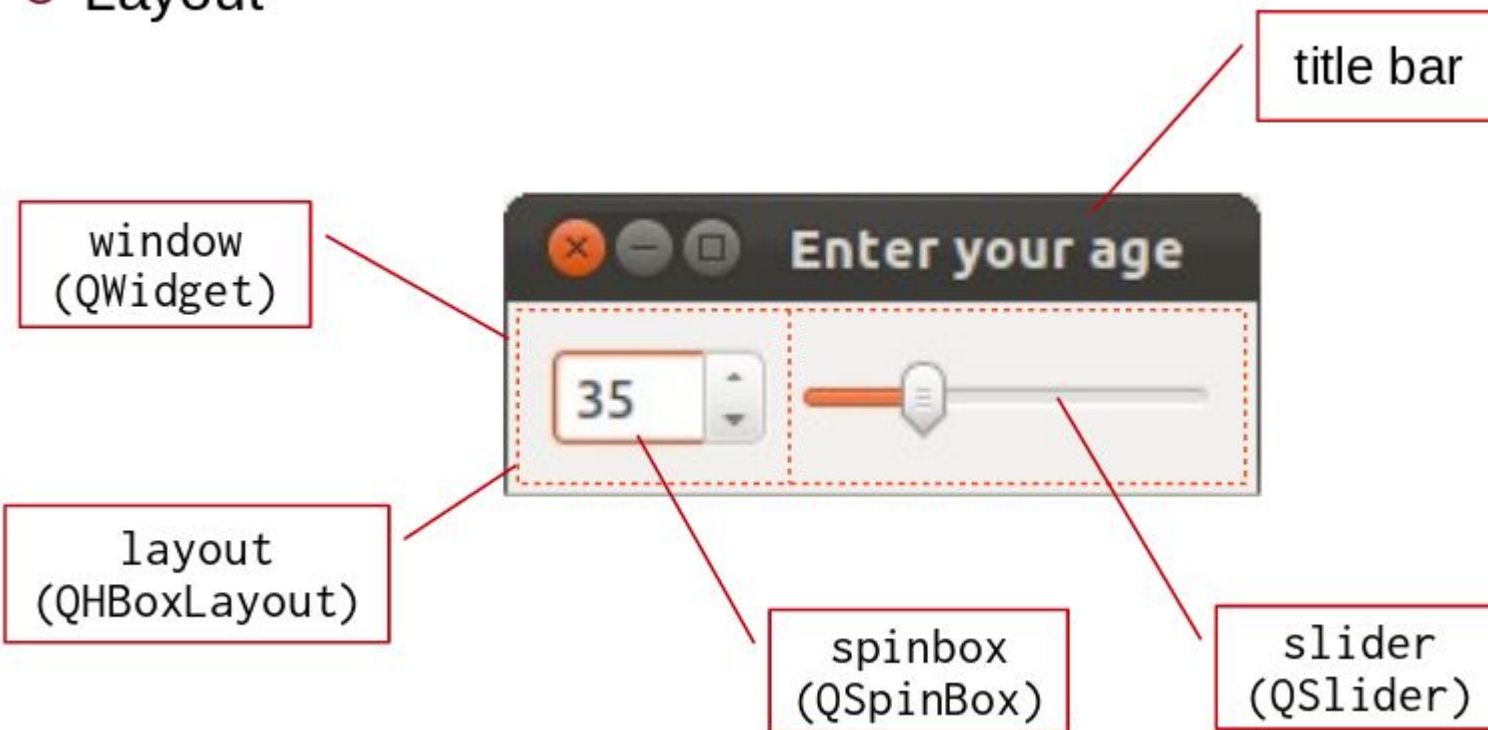 Layout
title bar
window
(QWidget)
Enter your age
35
layout
(QHBoxLayout)
spinbox
(QSpinBox)
slider
(QSlider)